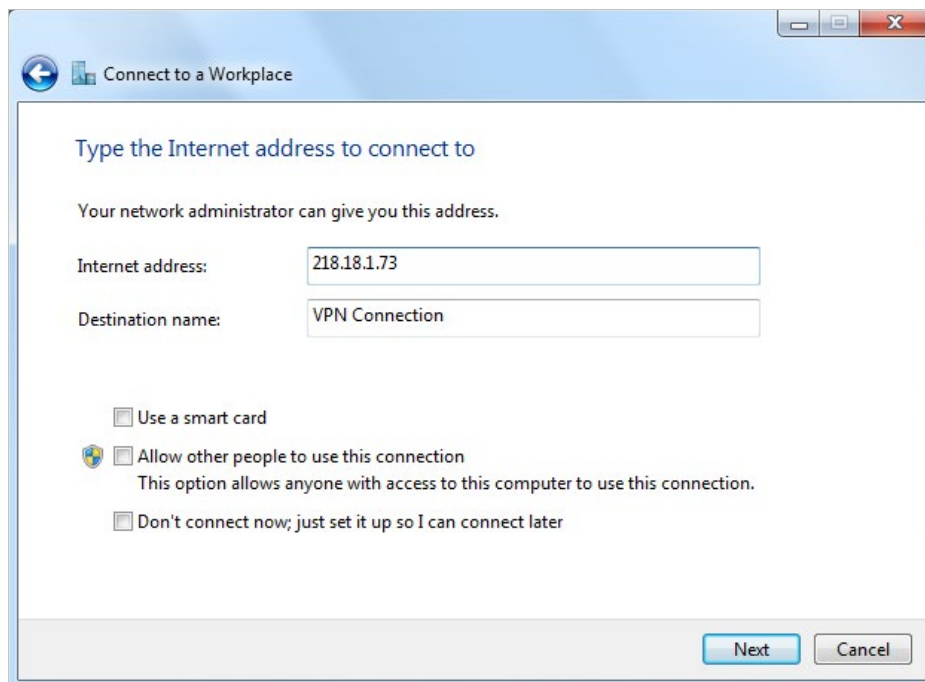 Connect to a Workplace
Type the Internet address to connect to
Your network administrator can give you this address.
Internet address: 218.18.1.73
Destination name: VPN Connection
Use a smart card
Allow other people to use this connection
This option allows anyone with access to this computer to use this connection.
Don't connect now; just set it up so I can connect later
Next Cancel